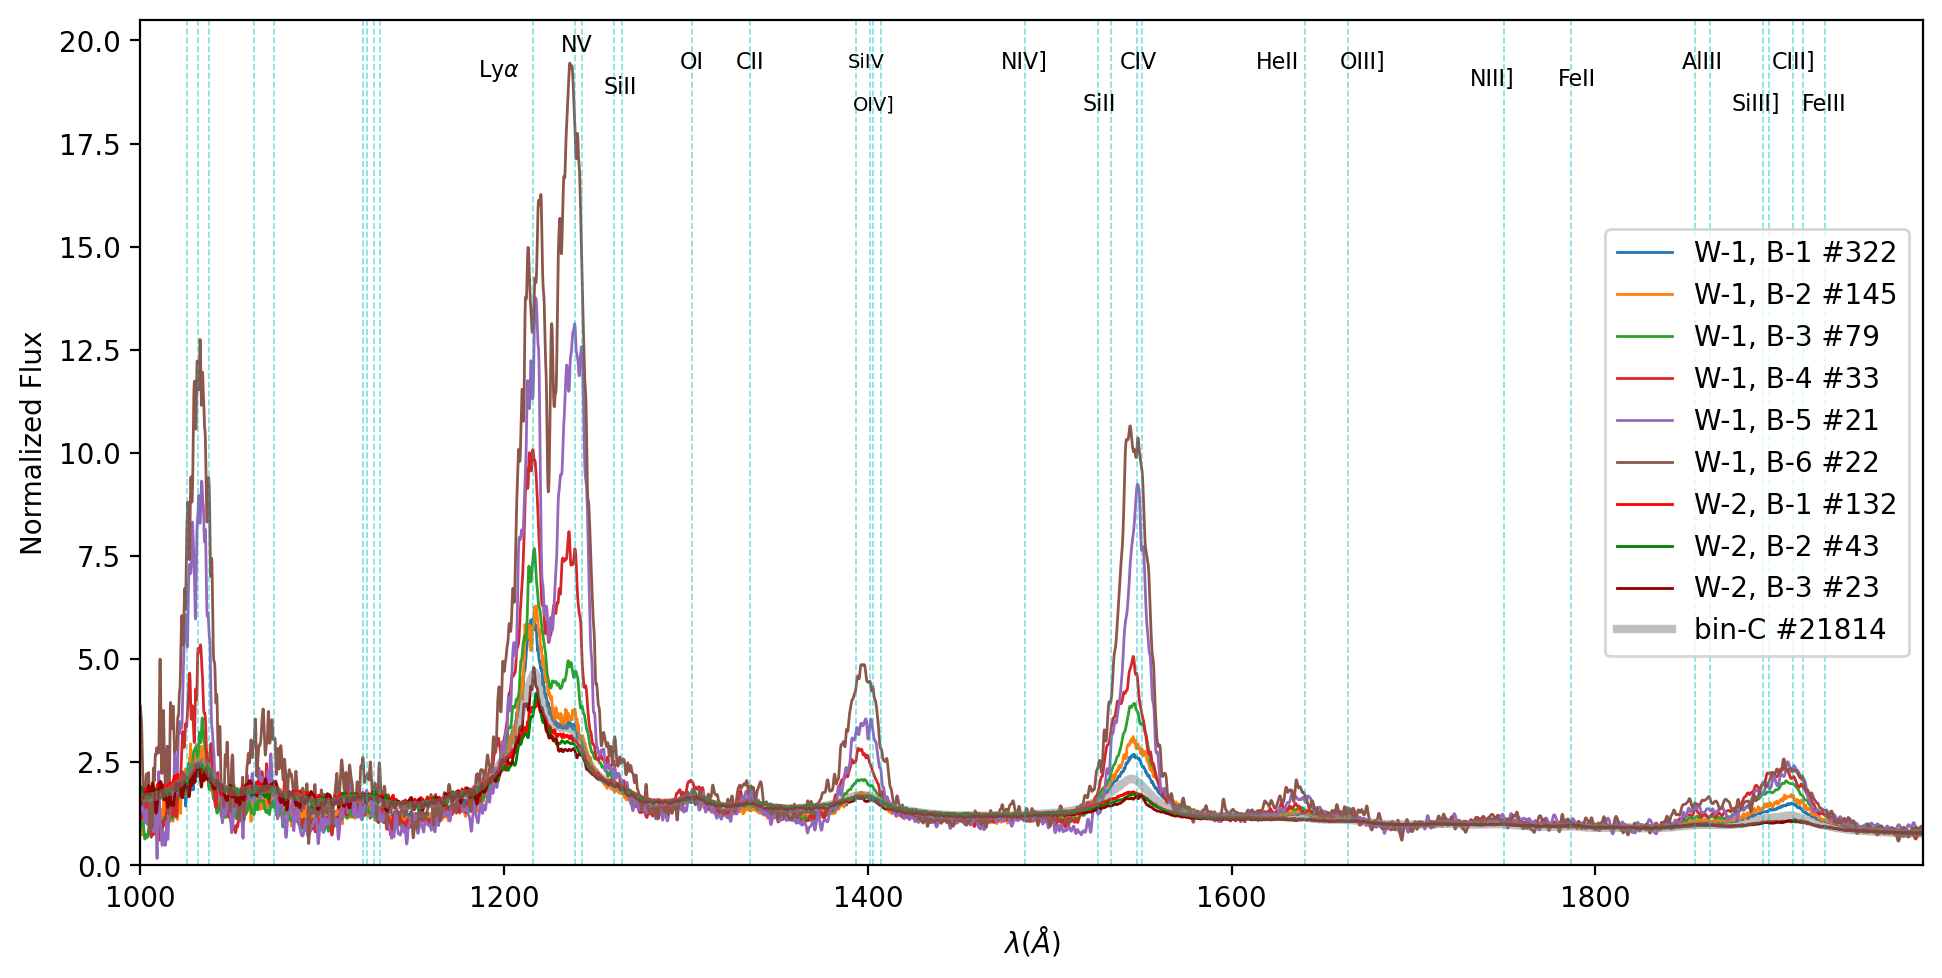 20.0
17.5
15.0
12.5
10.0
7.5
5.0
2.5
0.0
Normalized Flux
Lyα
NV
SiII
OI
CII
SiIV
OIV]
NIV]
SiII
CIV
HeII
OIII]
NIII]
FeII
AlIII
SiIII]
CIII]
FeIII
W-1, B-1 #322
W-1, B-2 #145
W-1, B-3 #79
W-1, B-4 #33
W-1, B-5 #21
W-1, B-6 #22
W-2, B-1 #132
W-2, B-2 #43
W-2, B-3 #23
bin-C #21814
1000 1200 1400 1600 1800
λ(Å)